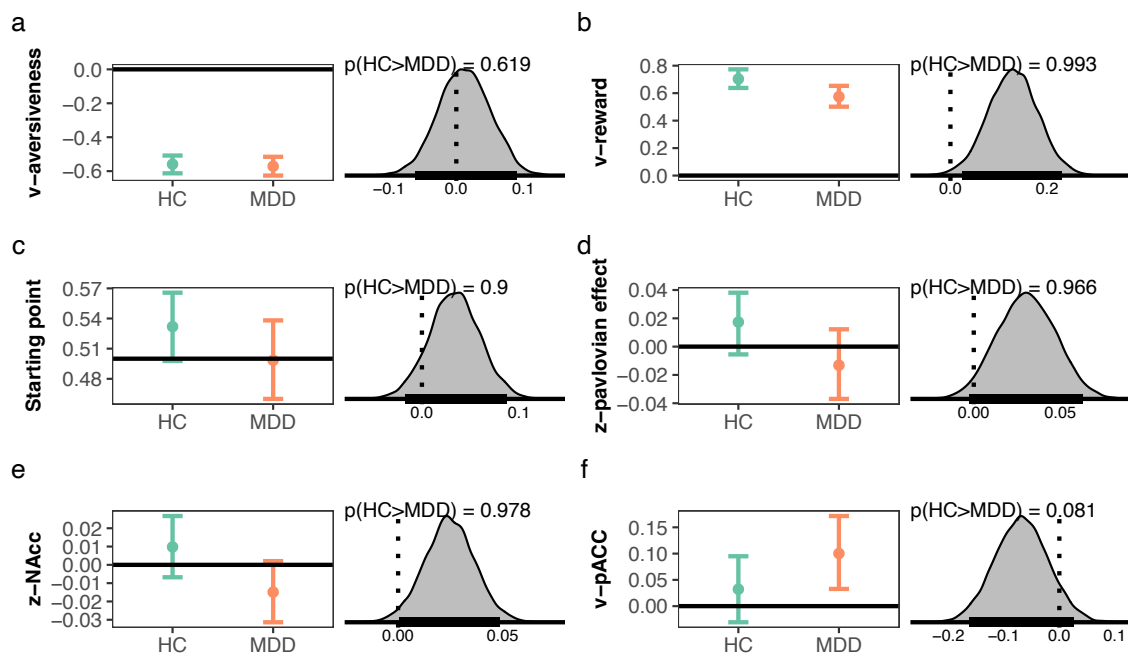 a
v−aversiveness
0.0
−0.2
−0.4
−0.6
HC
MDD
p(HC>MDD) = 0.619
−0.1
0.0
0.1
b
v−reward
0.8
0.6
0.4
0.2
0.0
HC
MDD
p(HC>MDD) = 0.993
0.0
0.2
c
Starting point
0.57
0.54
0.51
0.48
HC
MDD
p(HC>MDD) = 0.9
0.0
0.1
d
z−pavlovian effect
0.04
0.02
0.00
−0.02
−0.04
HC
MDD
p(HC>MDD) = 0.966
0.00
0.05
e
z−NAcc
0.02
0.01
0.00
−0.01
−0.02
−0.03
HC
MDD
p(HC>MDD) = 0.978
0.00
0.05
f
v−pACC
0.15
0.10
0.05
0.00
HC
MDD
p(HC>MDD) = 0.081
−0.2
−0.1
0.0
0.1